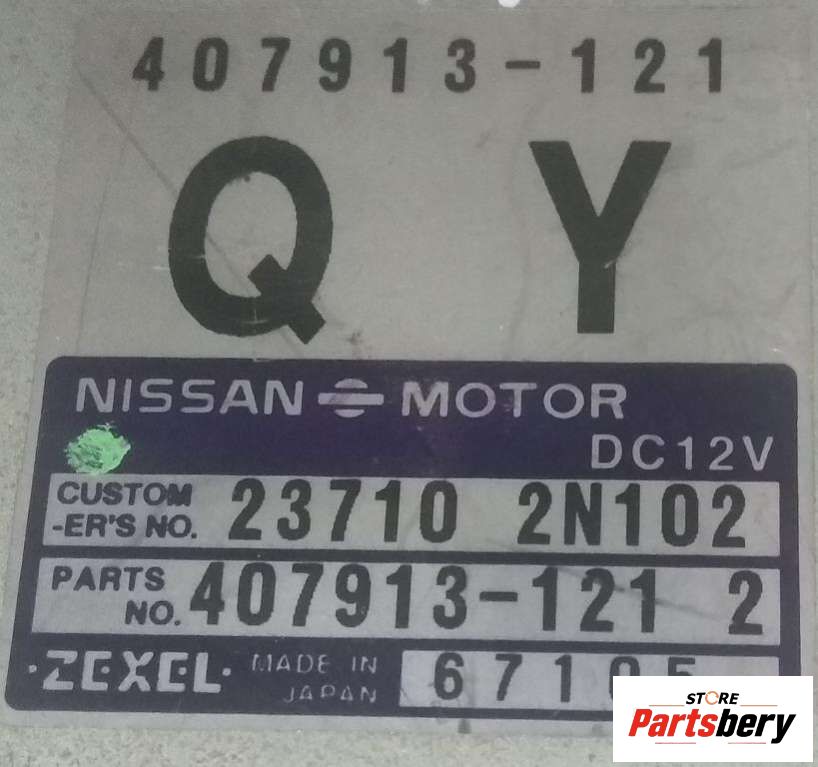 407913-121
Q Y
NISSAN MOTOR
DC12V
CUSTOM
-ER'S NO. 23710 2N102
PARTS
NO. 407913-121 2
·ZEXEL· MADE IN
JAPAN
STORE
Partsbery